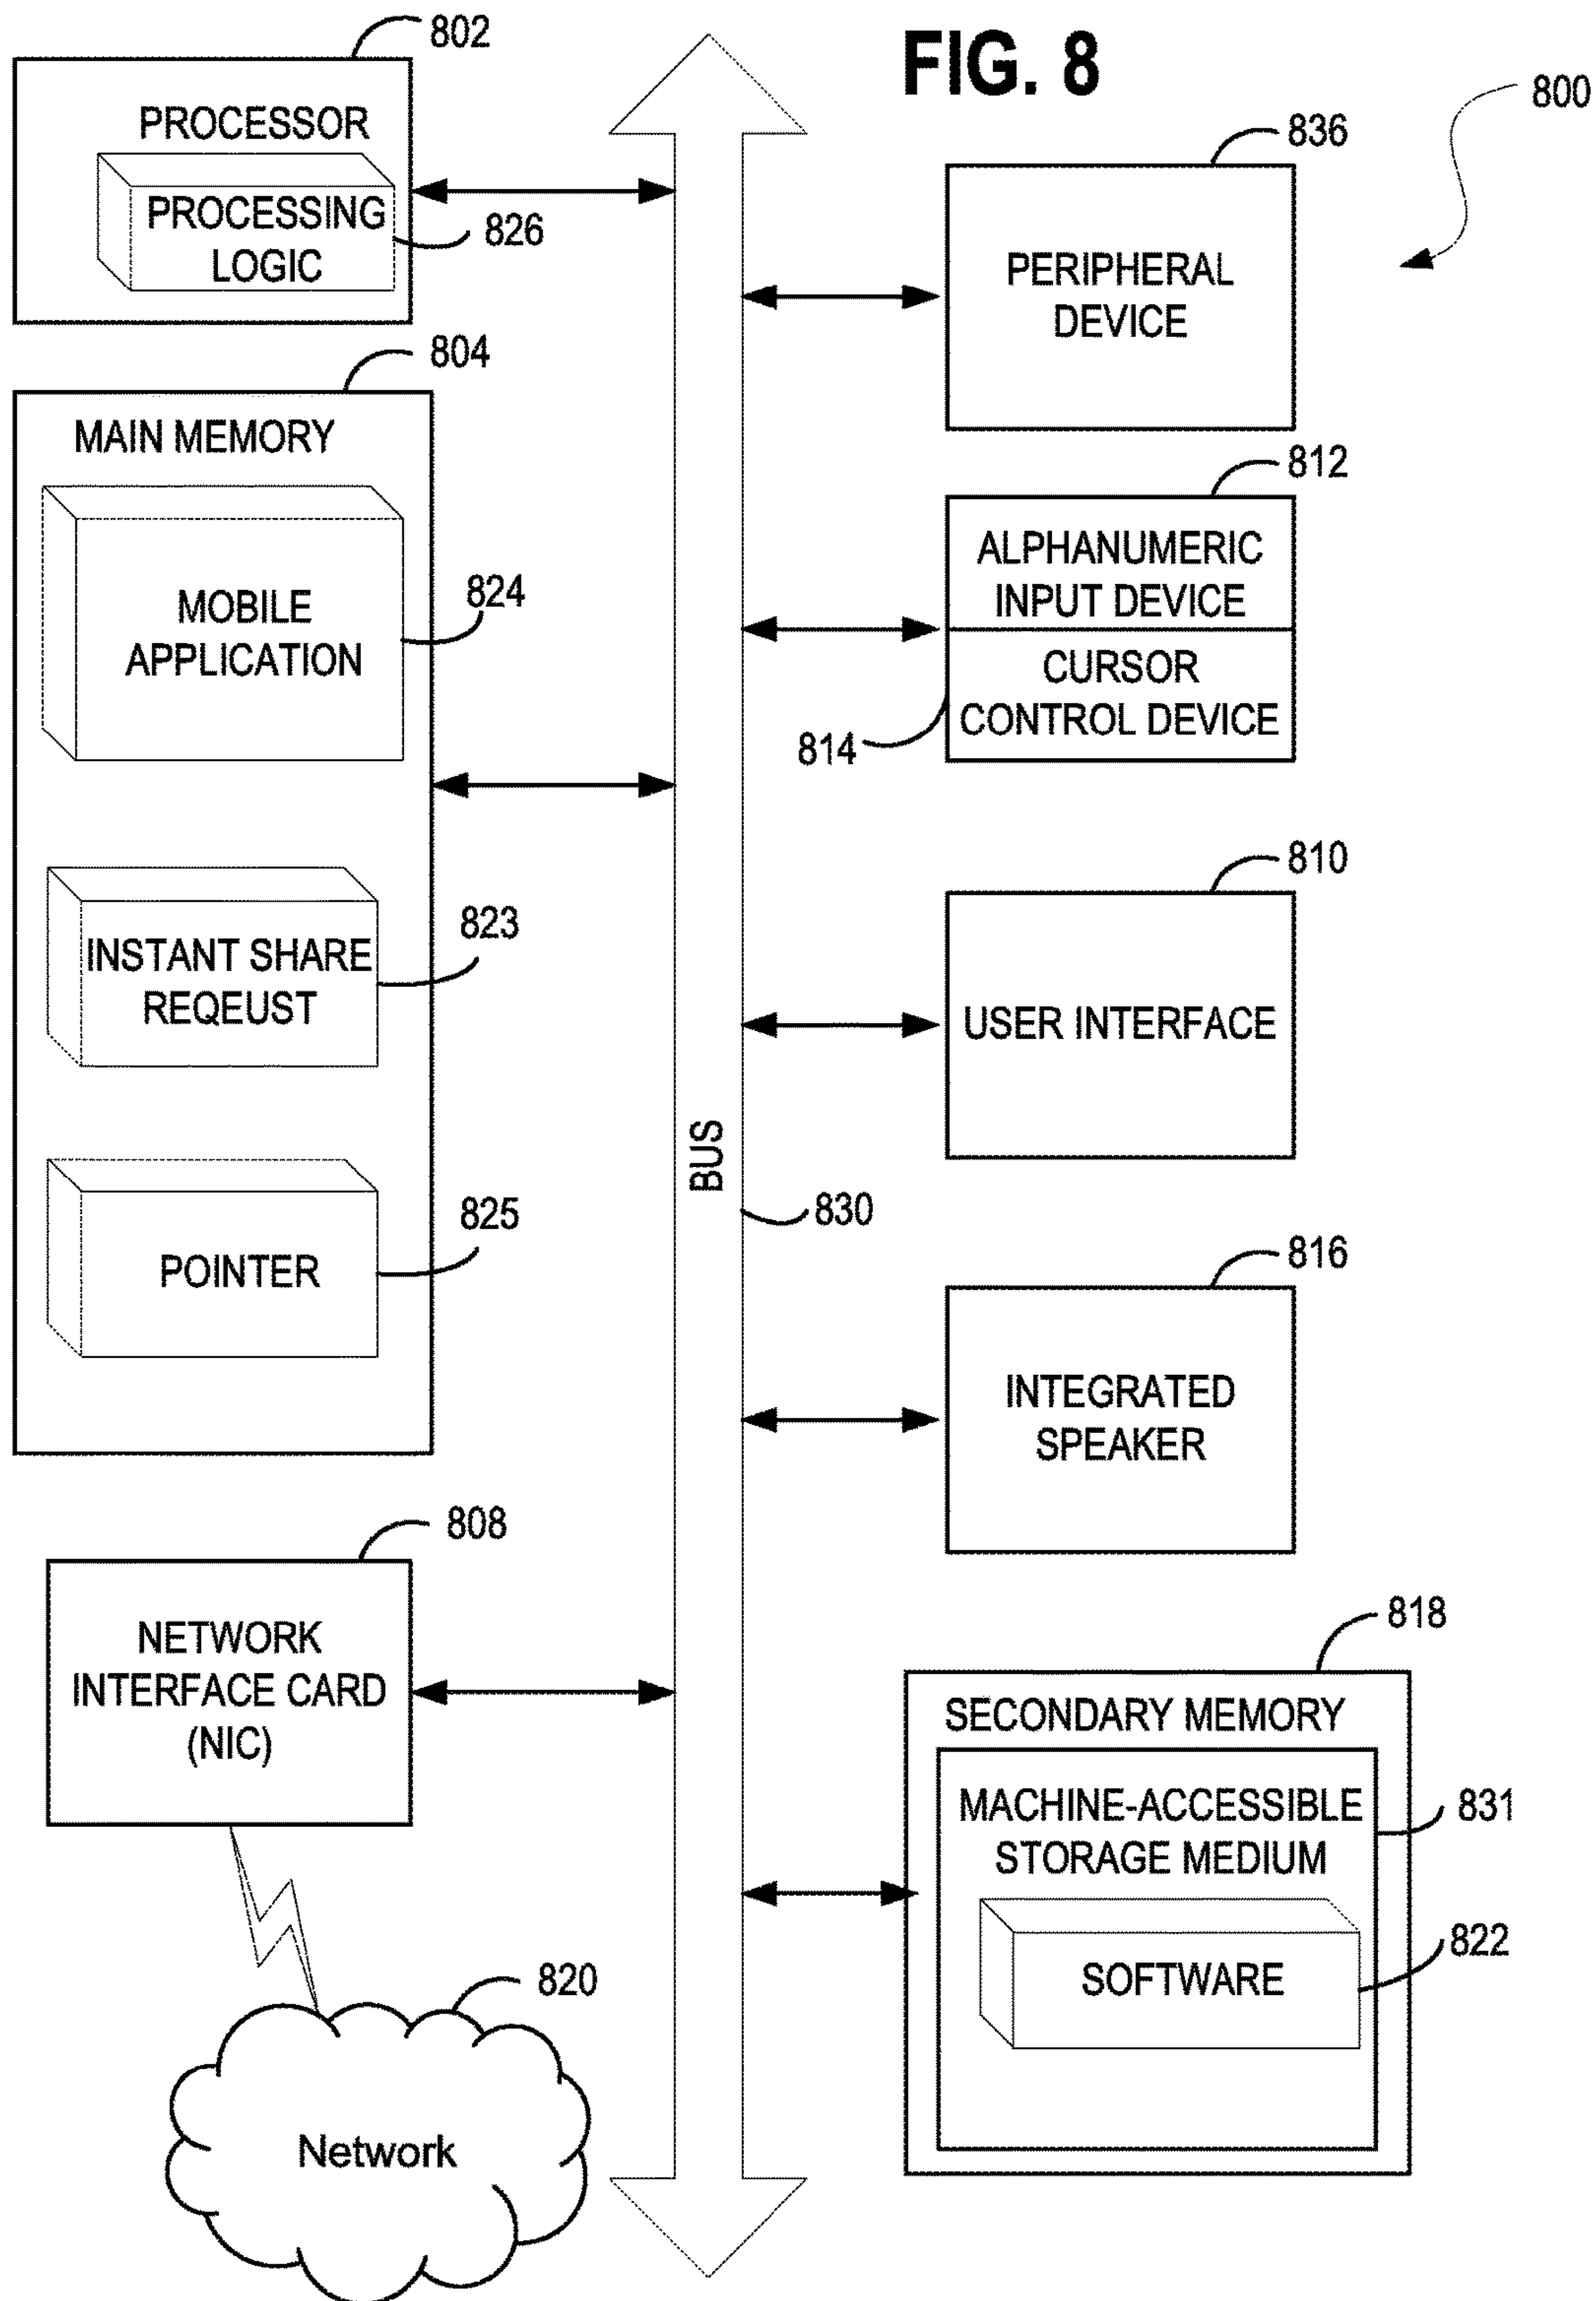 FIG. 8
800
802
PROCESSOR
PROCESSING
LOGIC
826
804
MAIN MEMORY
MOBILE
APPLICATION
824
INSTANT SHARE
REQEUST
823
POINTER
825
808
NETWORK
INTERFACE CARD
(NIC)
820
Network
BUS
830
836
PERIPHERAL
DEVICE
812
ALPHANUMERIC
INPUT DEVICE
CURSOR
CONTROL DEVICE
814
810
USER INTERFACE
816
INTEGRATED
SPEAKER
818
SECONDARY MEMORY
MACHINE-ACCESSIBLE
STORAGE MEDIUM
831
SOFTWARE
822